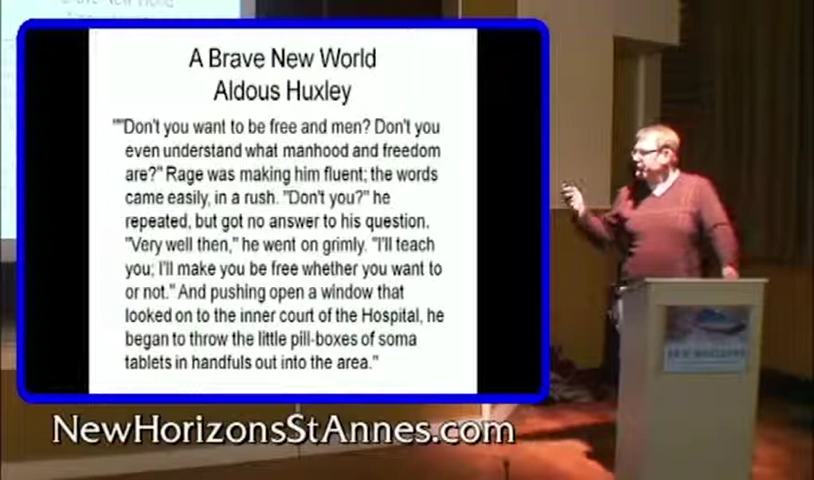 A Brave New World
Aldous Huxley
""Don't you want to be free and men? Don't you
even understand what manhood and freedom
are?" Rage was making him fluent; the words
came easily, in a rush. "Don't you?" he
repeated, but got no answer to his question.
"Very well then," he went on grimly. "I'll teach
you; I'll make you be free whether you want to
or not." And pushing open a window that
looked on to the inner court of the Hospital, he
began to throw the little pill-boxes of soma
tablets in handfuls out into the area."
NewHorizonsStAnnes.com
NEW HORIZONS